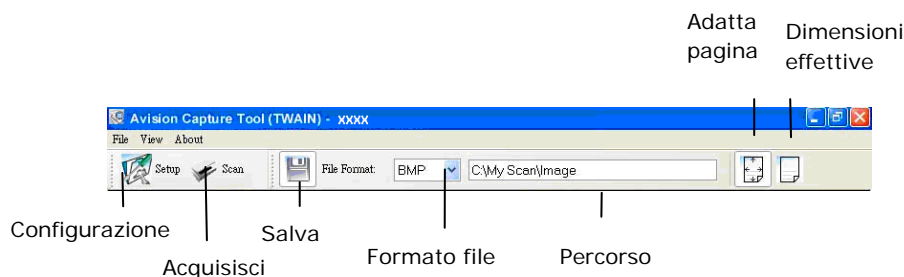 Adatta pagina
Dimensioni effettive
Avision Capture Tool (TWAIN) - xxxx
File View About
Setup Scan File Format: BMP C:\My Scan\Image
Configurazione
Acquisisci
Salva
Formato file
Percorso